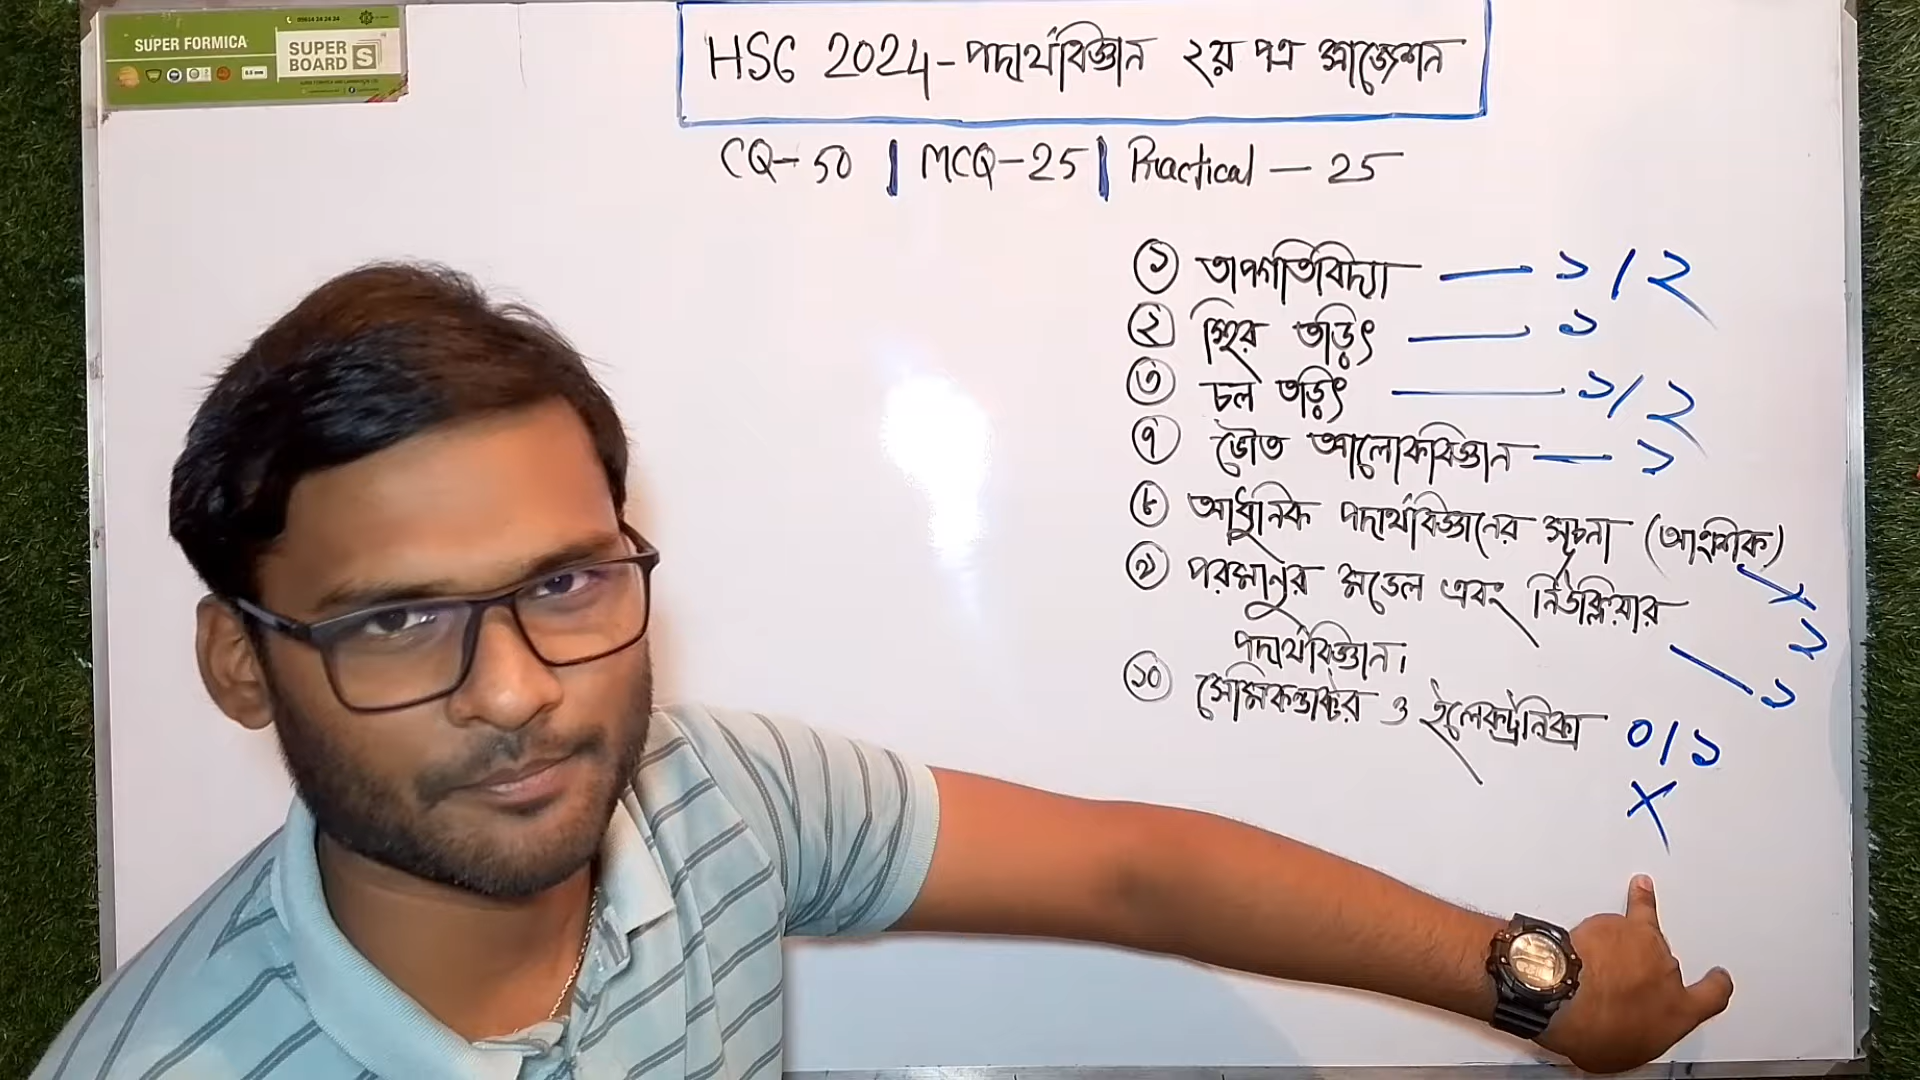 SUPER FORMICA
SUPER BOARD S
HSC 2024 - পদার্থবিজ্ঞান ২য় পত্র সাজেশন
CQ - 50 | MCQ - 25 | Practical - 25
১ তাপগতিবিদ্যা — ১/২
২ স্থির তড়িৎ — ১
৩ চল তড়িৎ — ১/২
৭ ভৌত আলোকবিজ্ঞান — ১
৮ আধুনিক পদার্থবিজ্ঞানের সূচনা (আংশিক)
৯ পরমানুর মডেল এবং নিউক্লিয়ার — ১
পদার্থবিজ্ঞান।
১০ সেমিকন্ডাক্টর ও ইলেকট্রনিক্স ০/১
X